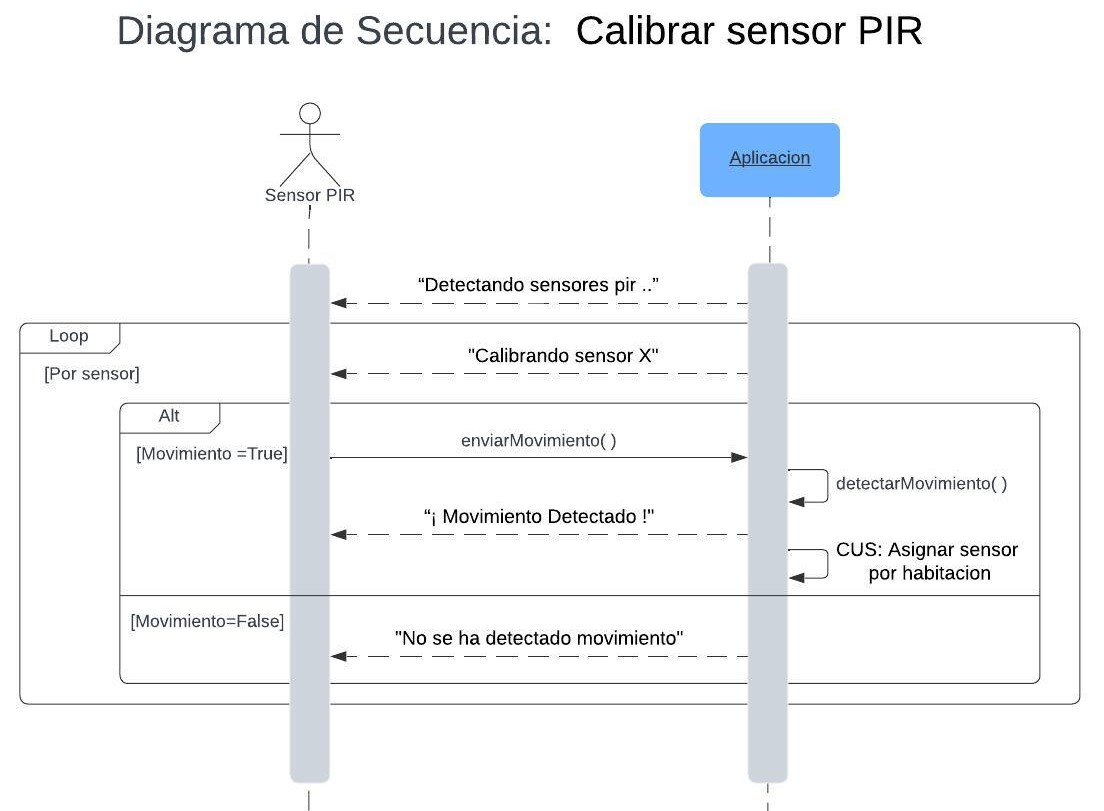 Diagrama de Secuencia:  Calibrar sensor PIR
Sensor PIR
Aplicacion
“Detectando sensores pir ..”
Loop
"Calibrando sensor X"
[Por sensor]
Alt
enviarMovimiento( )
[Movimiento =True]
detectarMovimiento( )
“¡ Movimiento Detectado !"
CUS: Asignar sensor
por habitacion
[Movimiento=False]
"No se ha detectado movimiento"